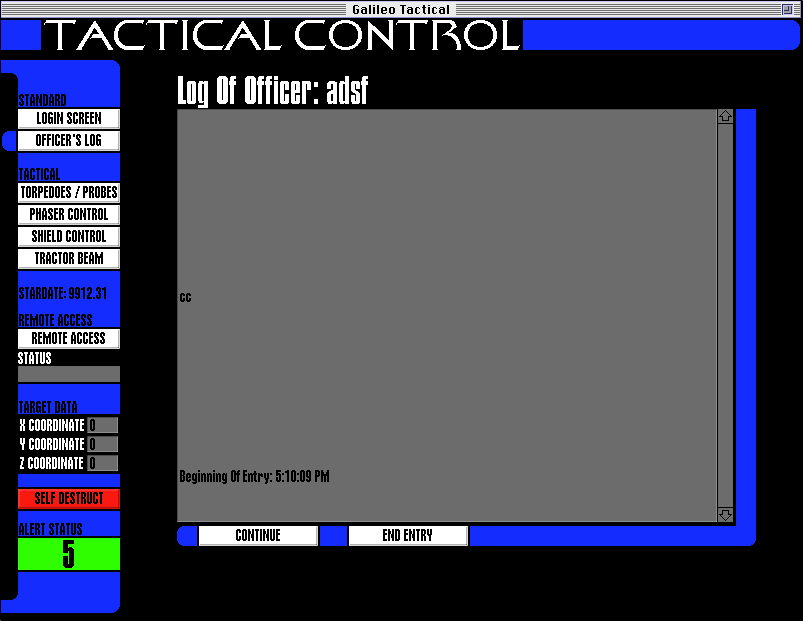 Galileo Tactical
TACTICAL CONTROL
STANDARD
LOGIN SCREEN
OFFICER'S LOG
TACTICAL
TORPEDOES / PROBES
PHASER CONTROL
SHIELD CONTROL
TRACTOR BEAM
STARDATE: 9912.31
REMOTE ACCESS
REMOTE ACCESS
STATUS
TARGET DATA
X COORDINATE 0
Y COORDINATE 0
Z COORDINATE 0
SELF DESTRUCT
ALERT STATUS
5
Log Of Officer: adsf
cc
Beginning Of Entry: 5:10:09 PM
CONTINUE
END ENTRY